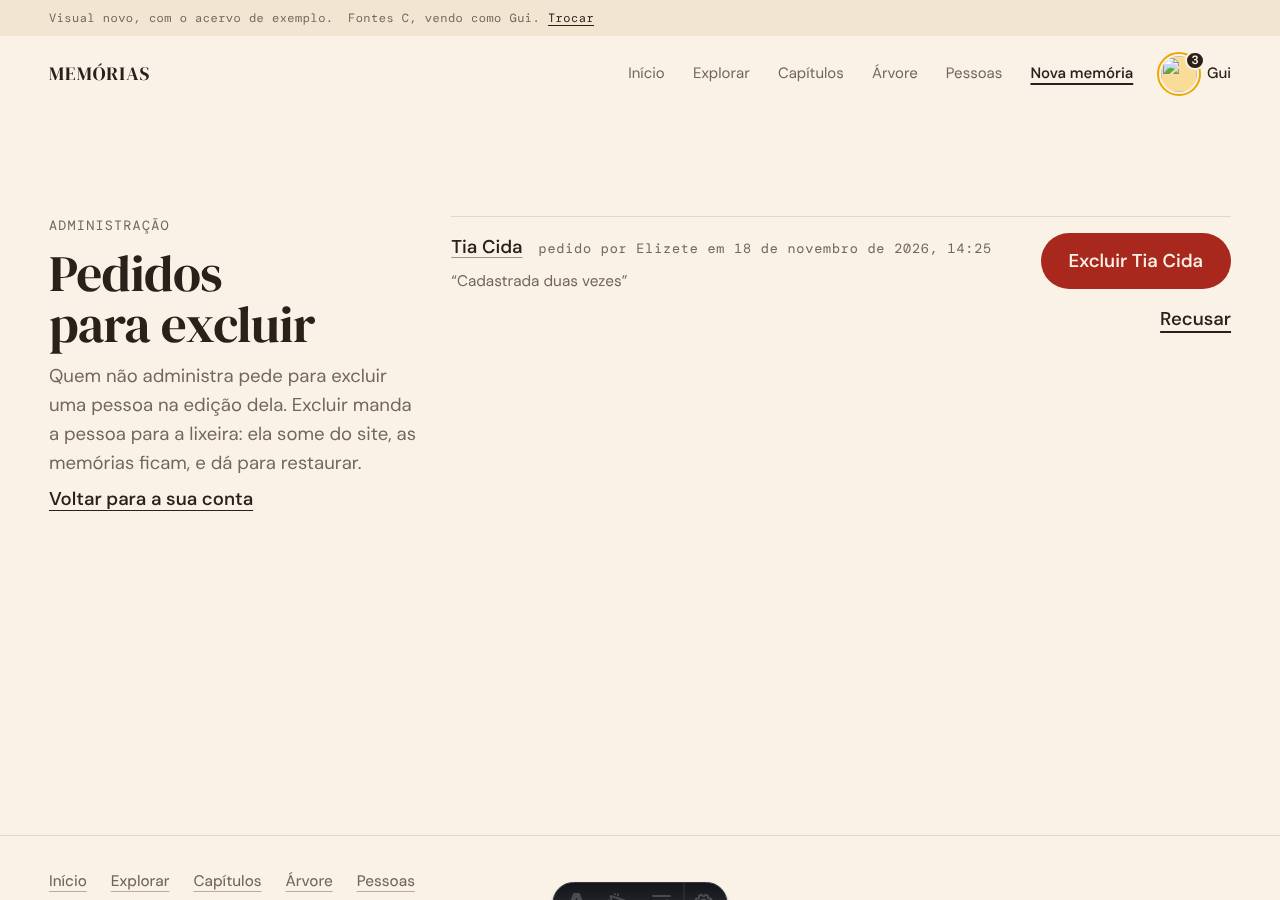 Visual novo, com o acervo de exemplo. Fontes C, vendo como Gui. Trocar
MEMÓRIAS
Início Explorar Capítulos Árvore Pessoas Nova memória 3 Gui
ADMINISTRAÇÃO
Pedidos
para excluir
Quem não administra pede para excluir
uma pessoa na edição dela. Excluir manda
a pessoa para a lixeira: ela some do site, as
memórias ficam, e dá para restaurar.
Voltar para a sua conta
Tia Cida pedido por Elizete em 18 de novembro de 2026, 14:25
“Cadastrada duas vezes”
Excluir Tia Cida
Recusar
Início Explorar Capítulos Árvore Pessoas